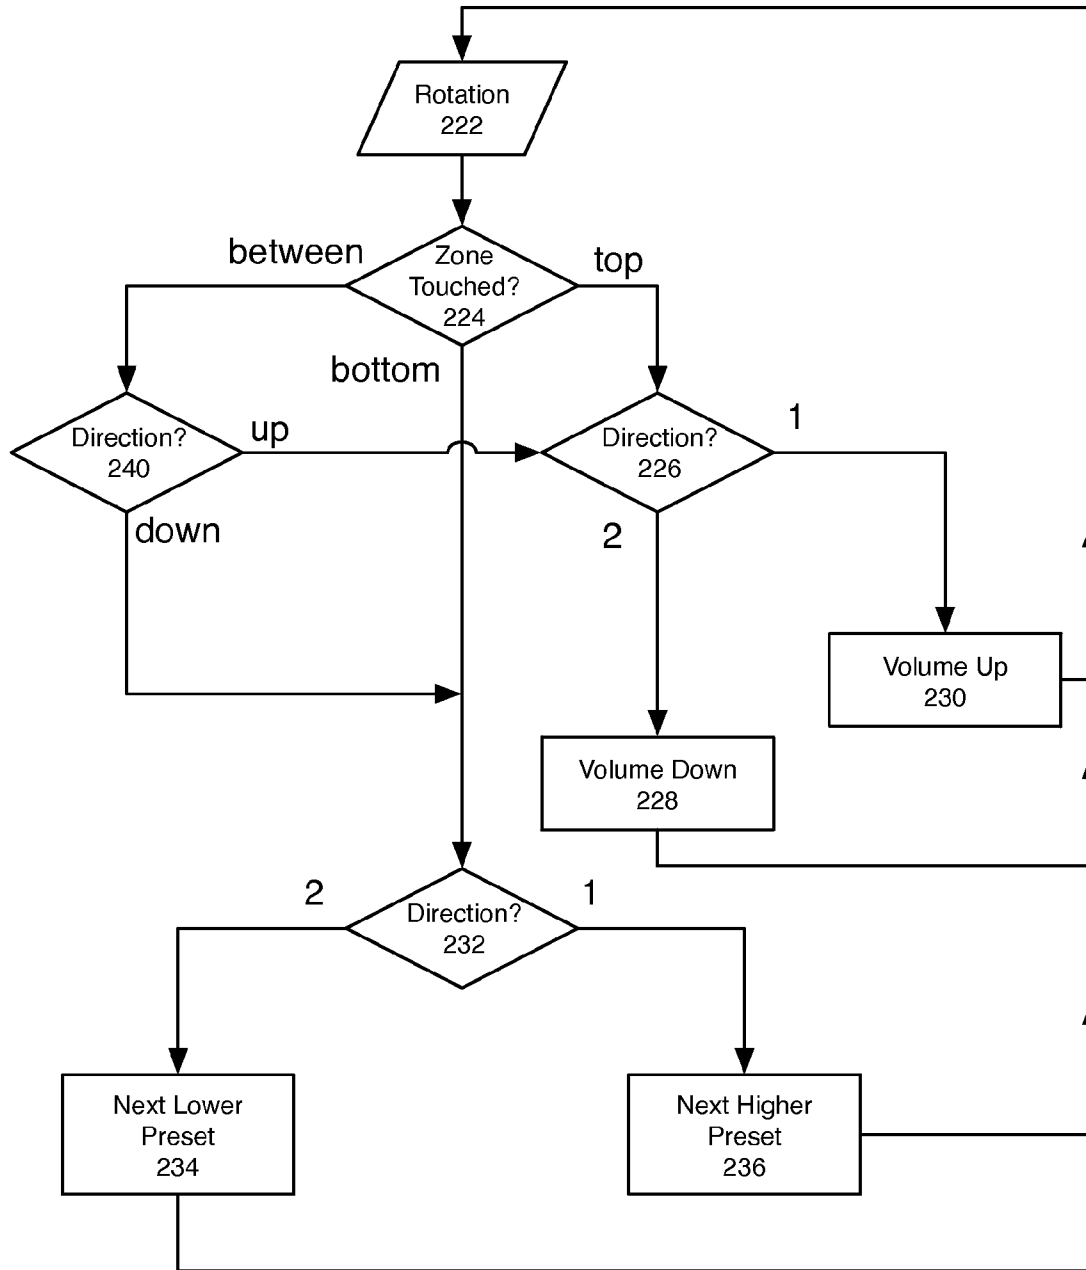 Rotation
222
between
Zone
Touched?
224
top
bottom
Direction?
240
up
Direction?
226
1
down
2
Volume Up
230
Volume Down
228
2
Direction?
232
1
Next Lower
Preset
234
Next Higher
Preset
236